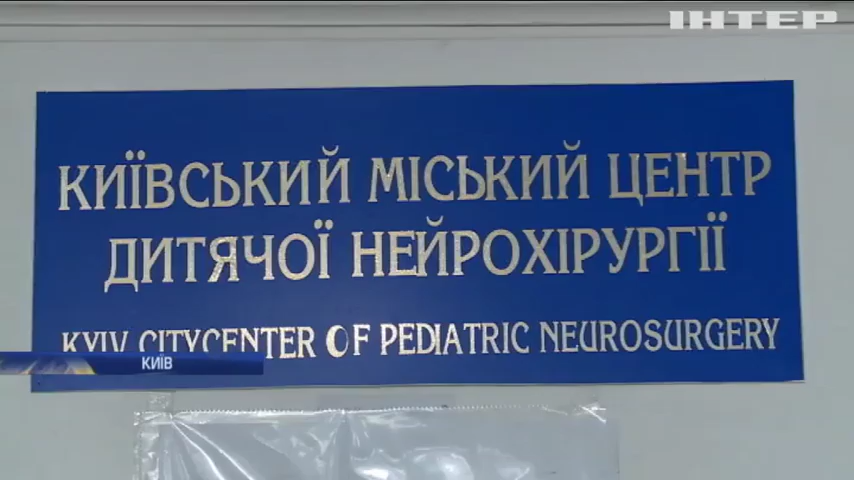 ІНТЕР
КИЇВСЬКИЙ МІСЬКИЙ ЦЕНТР
ДИТЯЧОЇ НЕЙРОХІРУРГІЇ
KYIV CITYCENTER OF PEDIATRIC NEUROSURGERY
КИЇВ